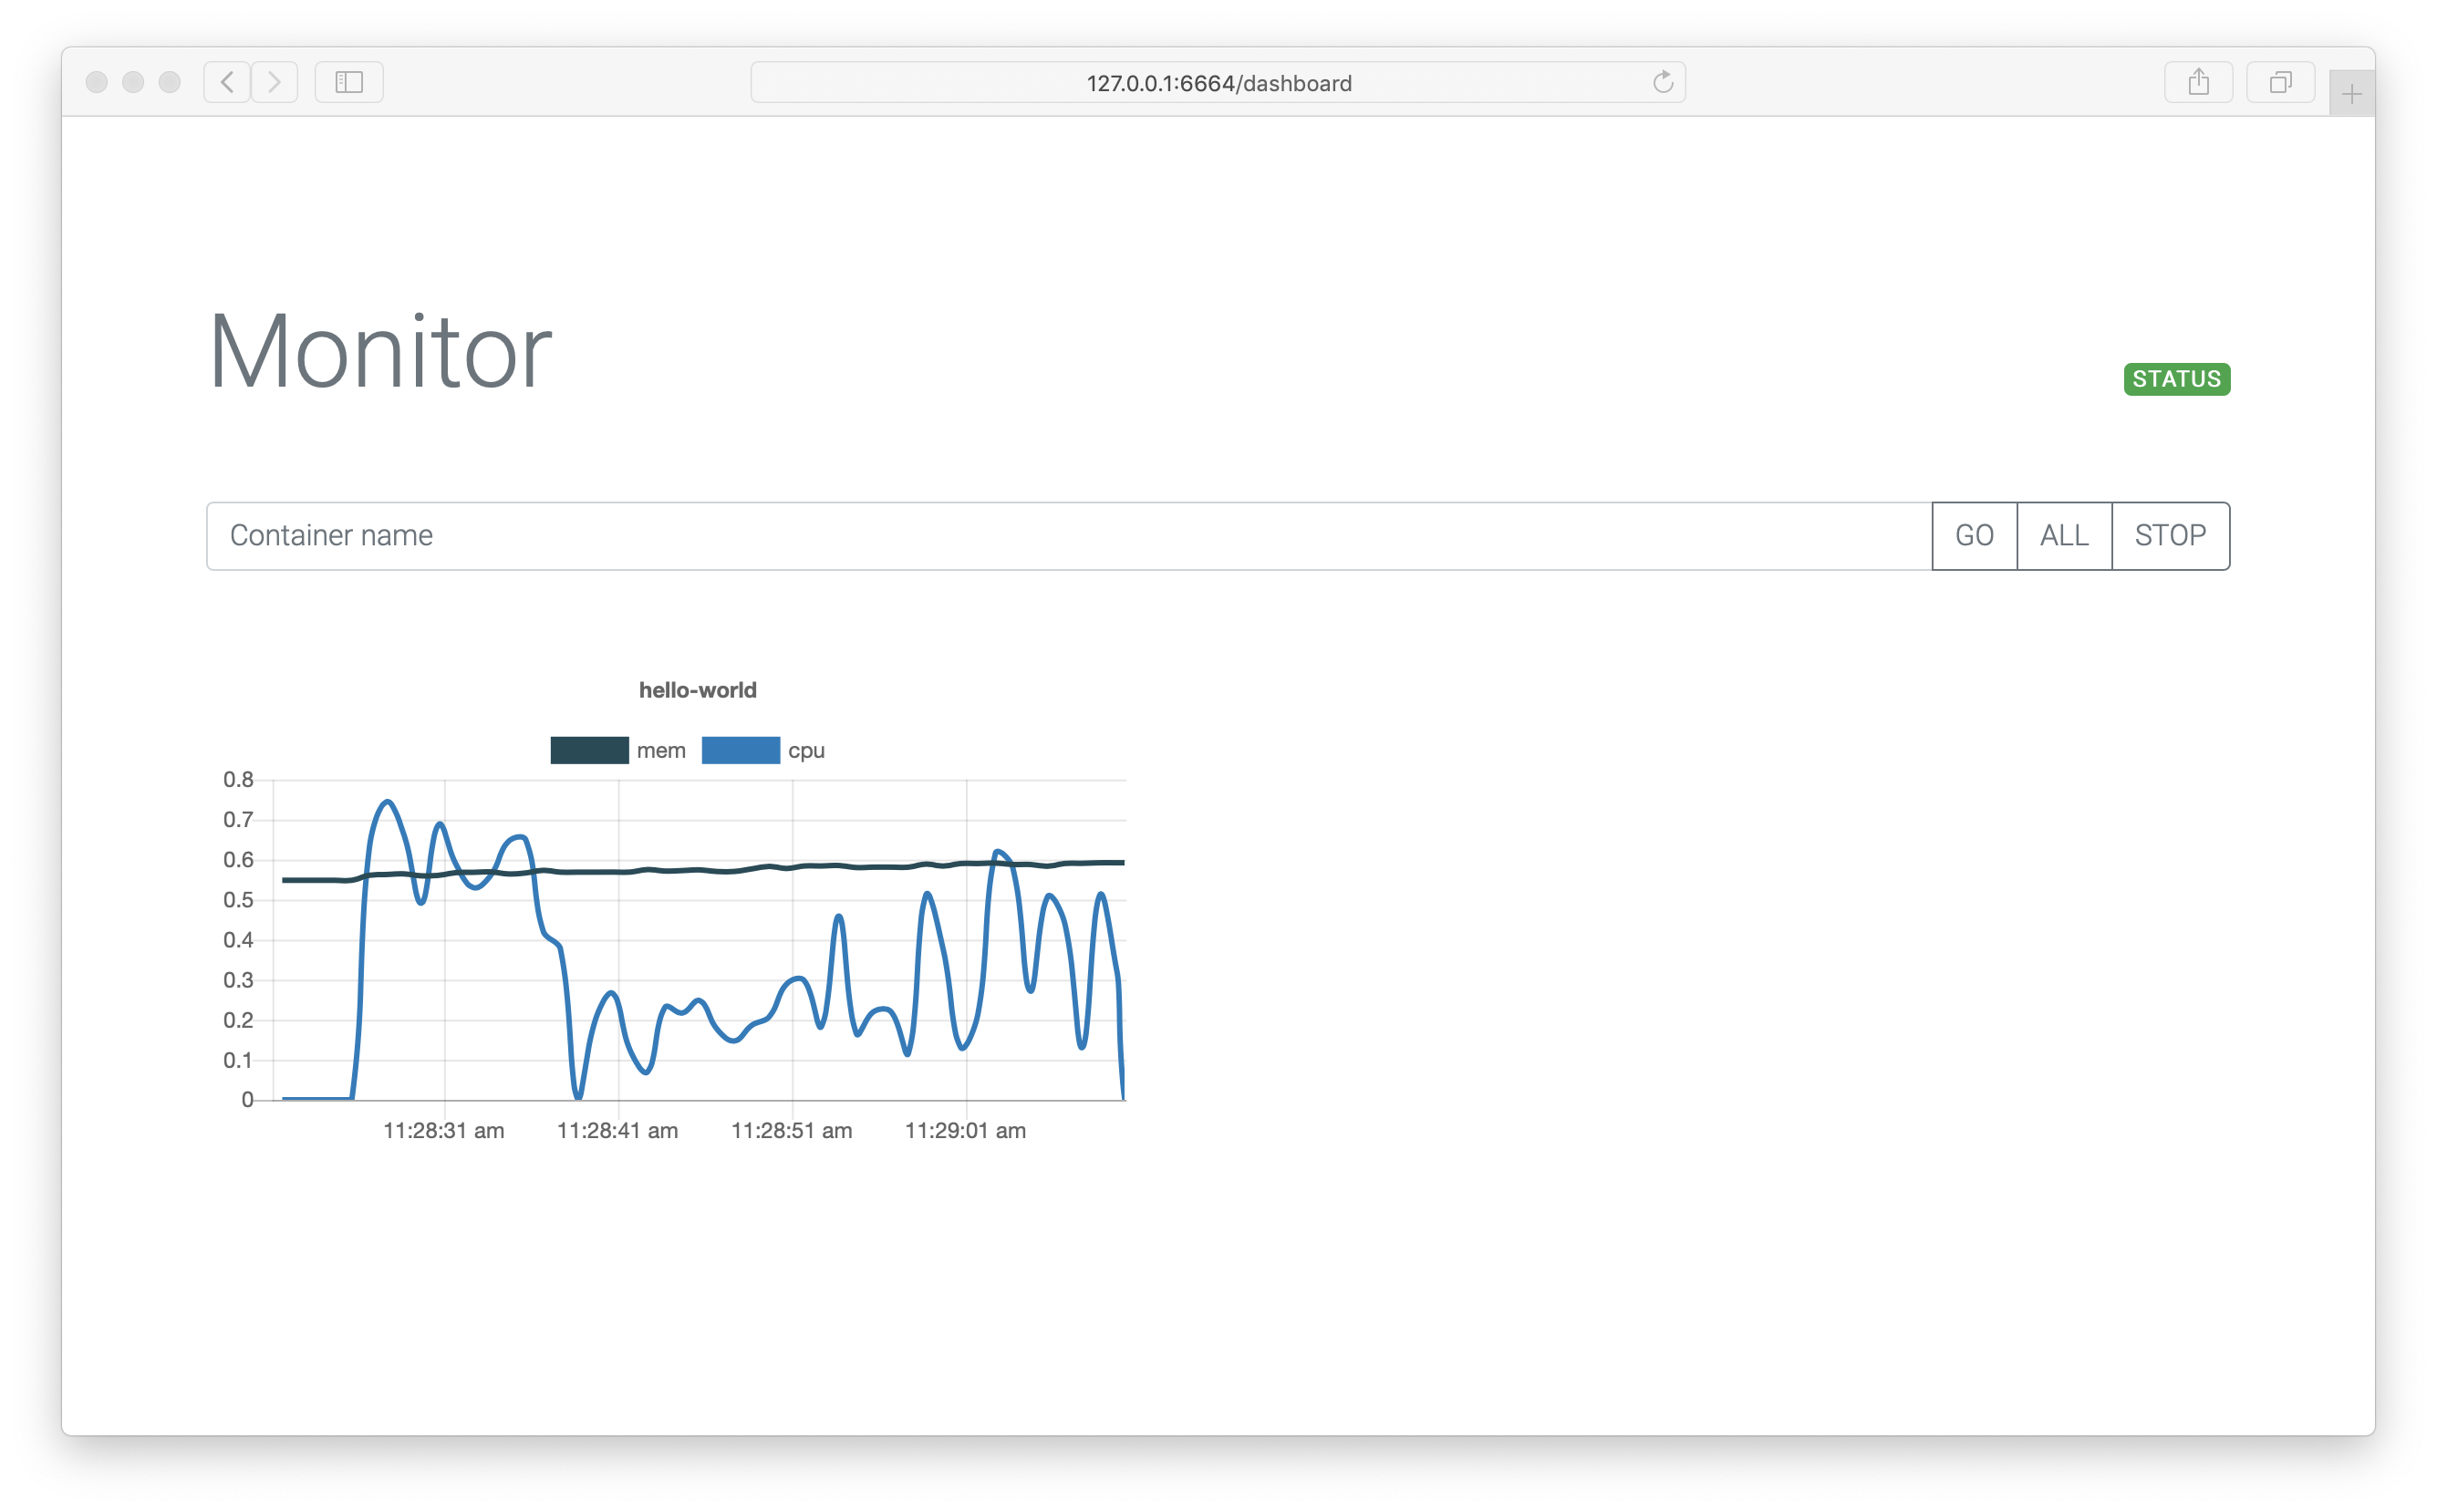 127.0.0.1:6664/dashboard
Monitor
STATUS
Container name
GO
ALL
STOP
hello-world
mem
cpu
0.8
0.7
0.6
0.5
0.4
0.3
0.2
0.1
0
11:28:31 am
11:28:41 am
11:28:51 am
11:29:01 am